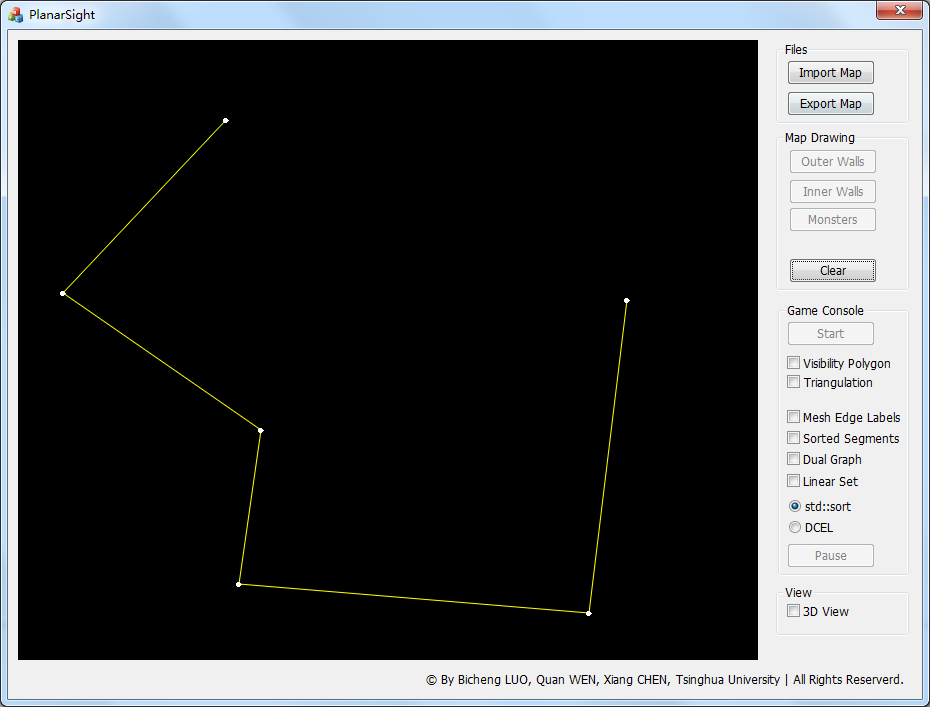 PlanarSight
Files
Import Map
Export Map
Map Drawing
Outer Walls
Inner Walls
Monsters
Clear
Game Console
Start
Visibility Polygon
Triangulation
Mesh Edge Labels
Sorted Segments
Dual Graph
Linear Set
std::sort
DCEL
Pause
View
3D View
© By Bicheng LUO, Quan WEN, Xiang CHEN, Tsinghua University | All Rights Reserverd.